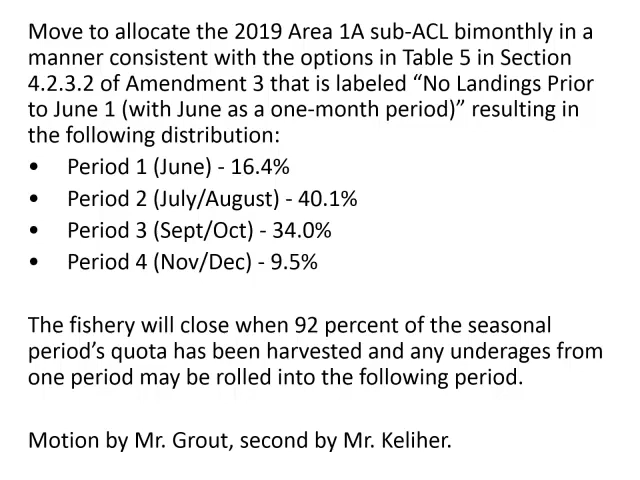 Move to allocate the 2019 Area 1A sub-ACL bimonthly in a
manner consistent with the options in Table 5 in Section
4.2.3.2 of Amendment 3 that is labeled “No Landings Prior
to June 1 (with June as a one-month period)” resulting in
the following distribution:
• Period 1 (June) - 16.4%
• Period 2 (July/August) - 40.1%
• Period 3 (Sept/Oct) - 34.0%
• Period 4 (Nov/Dec) - 9.5%
The fishery will close when 92 percent of the seasonal
period’s quota has been harvested and any underages from
one period may be rolled into the following period.
Motion by Mr. Grout, second by Mr. Keliher.